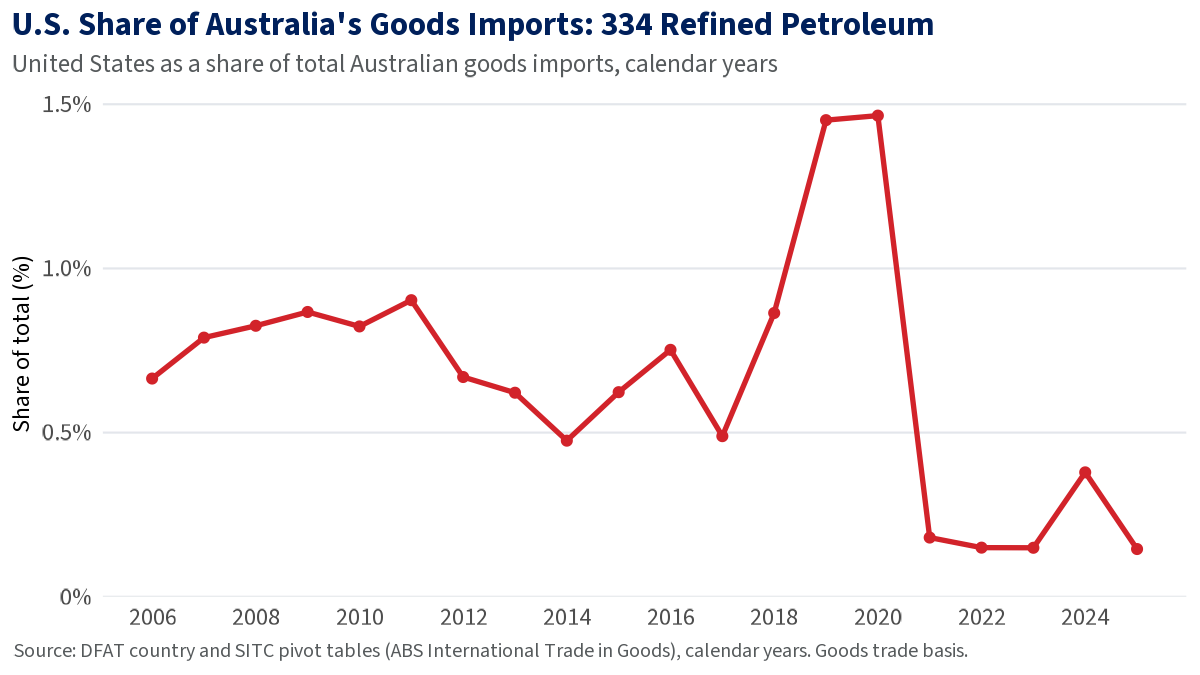 U.S. Share of Australia's Goods Imports: 334 Refined Petroleum
United States as a share of total Australian goods imports, calendar years
1.5%
1.0%
0.5%
0%
Share of total (%)
2006 2008 2010 2012 2014 2016 2018 2020 2022 2024
Source: DFAT country and SITC pivot tables (ABS International Trade in Goods), calendar years. Goods trade basis.